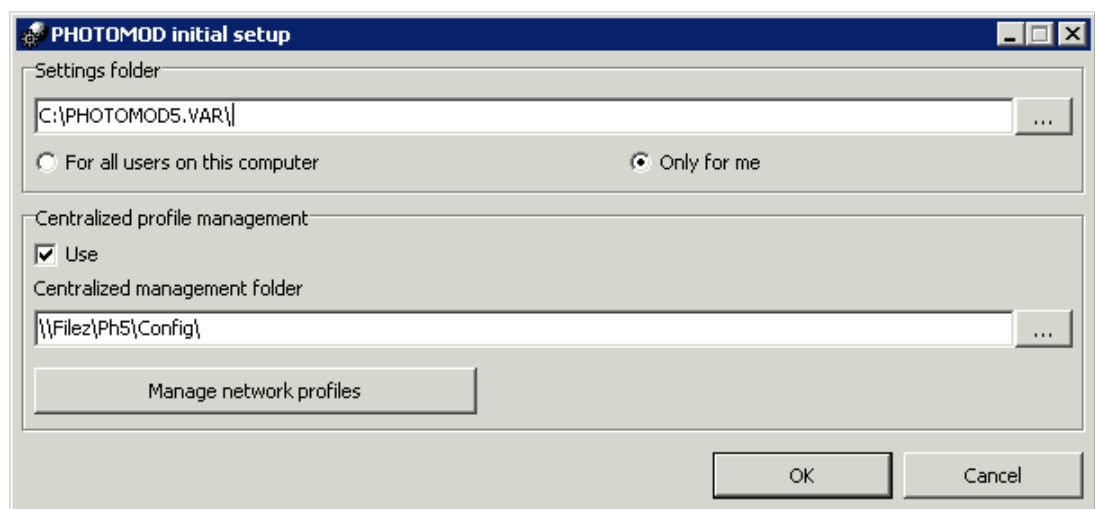 PHOTOMOD initial setup
Settings folder
C:\PHOTOMOD5.VAR\
...
For all users on this computer
Only for me
Centralized profile management
Use
Centralized management folder
\\Filez\Ph5\Config\
...
Manage network profiles
OK
Cancel